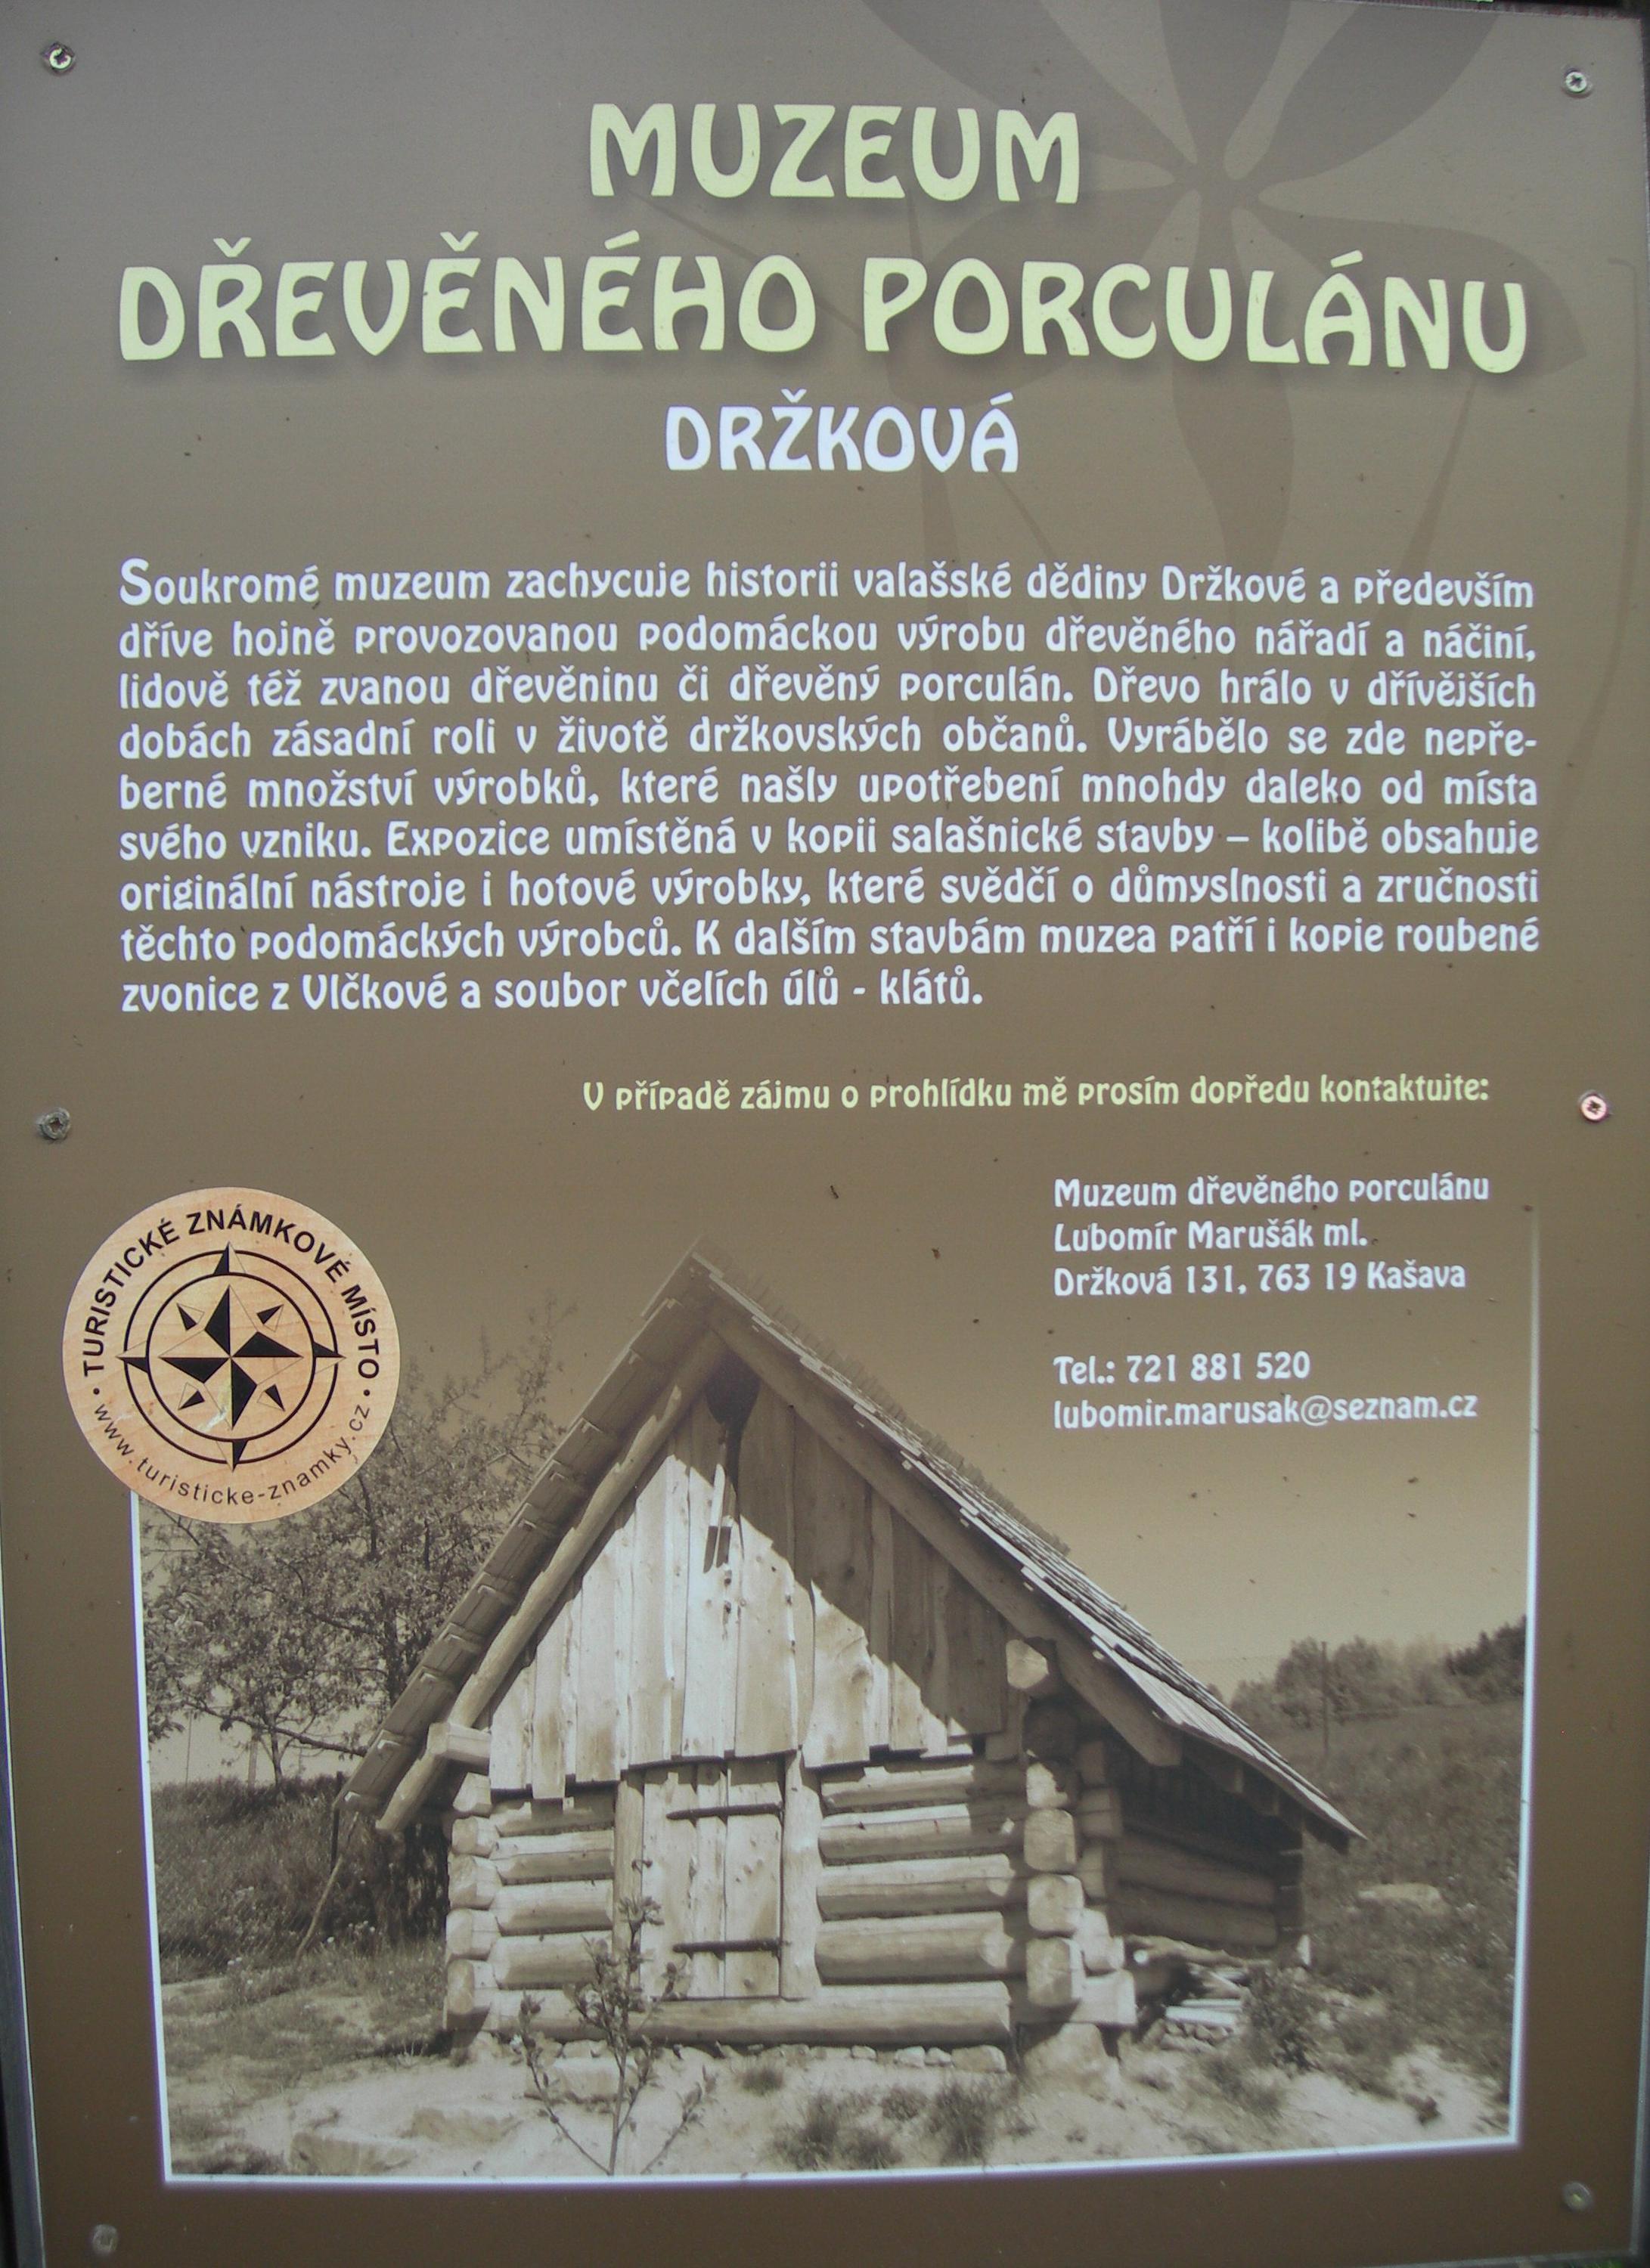 MUZEUM
DŘEVĚNÉHO PORCULÁNU
DRŽKOVÁ
Soukromé muzeum zachycuje historii valašské dědiny Držkové a především
dříve hojně provozovanou podomáckou výrobu dřevěného nářadí a náčiní,
lidově též zvanou dřevěninu či dřevěný porculán. Dřevo hrálo v dřívějších
dobách zásadní roli v životě držkovských občanů. Vyrábělo se zde nepře-
berné množství výrobků, které našly upotřebení mnohdy daleko od místa
svého vzniku. Expozice umístěná v kopii salašnické stavby – kolibě obsahuje
originální nástroje i hotové výrobky, které svědčí o důmyslnosti a zručnosti
těchto podomáckých výrobců. K dalším stavbám muzea patří i kopie roubené
zvonice z Vlčkové a soubor včelích úlů - klátů.
V případě zájmu o prohlídku mě prosím dopředu kontaktujte:
Muzeum dřevěného porculánu
Lubomír Marušák ml.
Držková 131, 763 19 Kašava
Tel.: 721 881 520
lubomir.marusak@seznam.cz
• TURISTICKÉ ZNÁMKOVÉ MÍSTO •
www.turisticke-znamky.cz